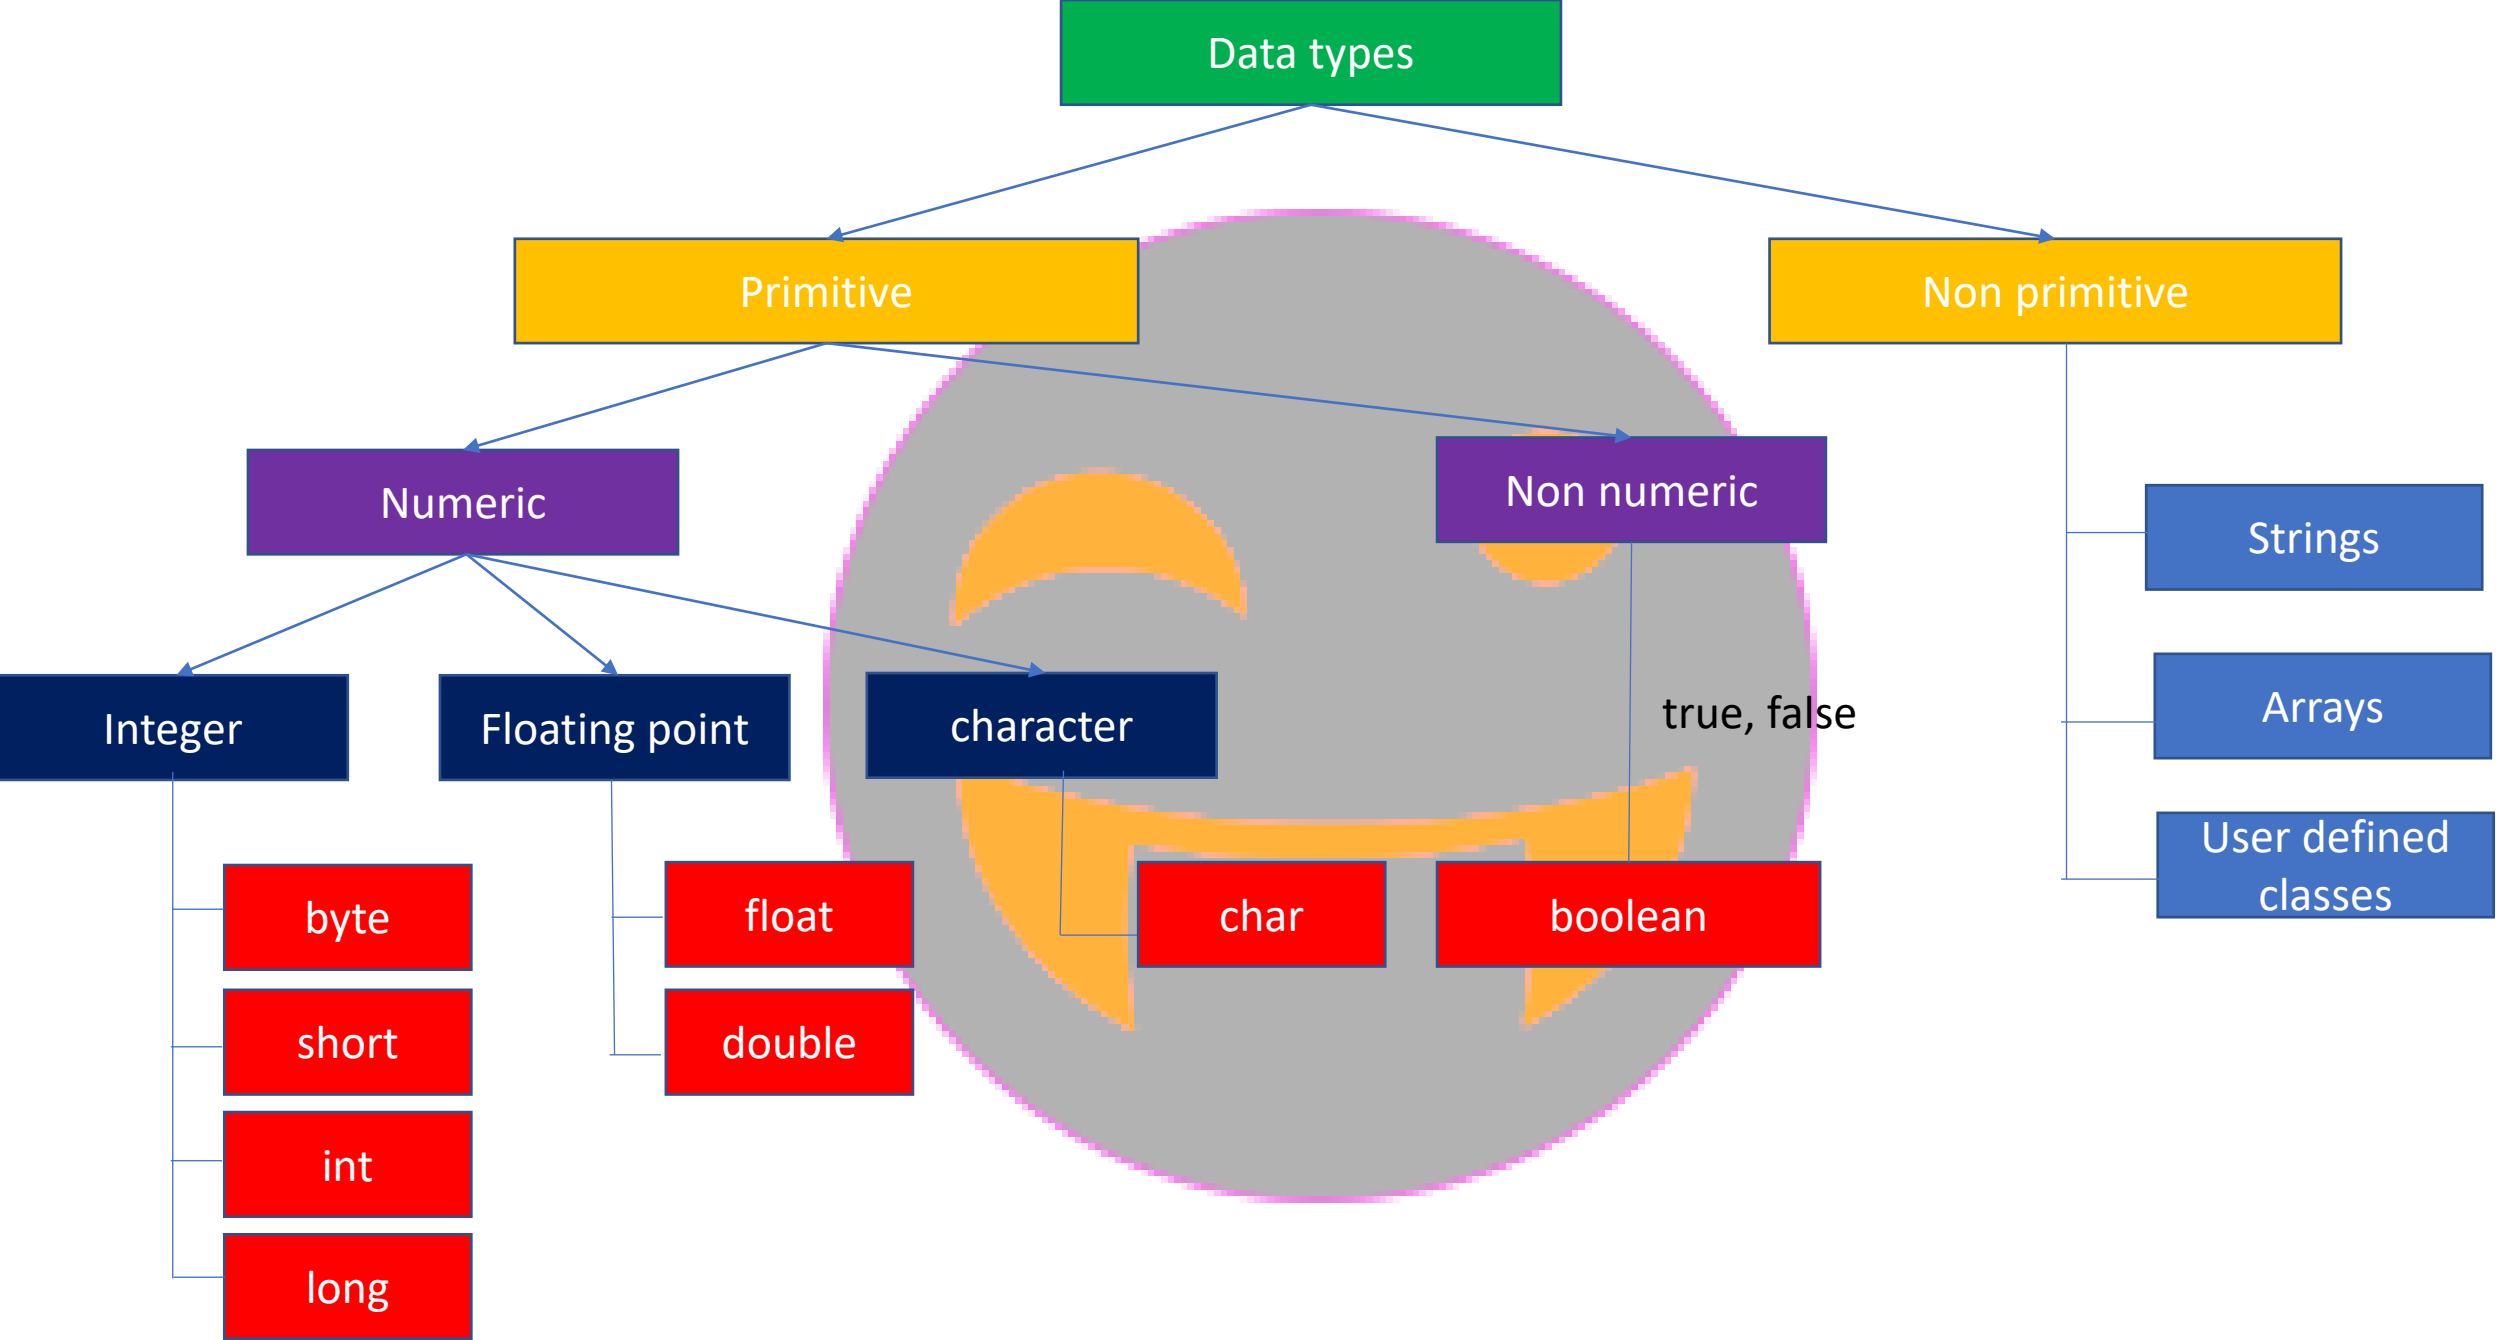 Data types
Primitive
Non primitive
Numeric
Non numeric
Strings
Integer
Floating point
character
true, false
Arrays
User defined
classes
byte
float
char
boolean
short
double
int
long